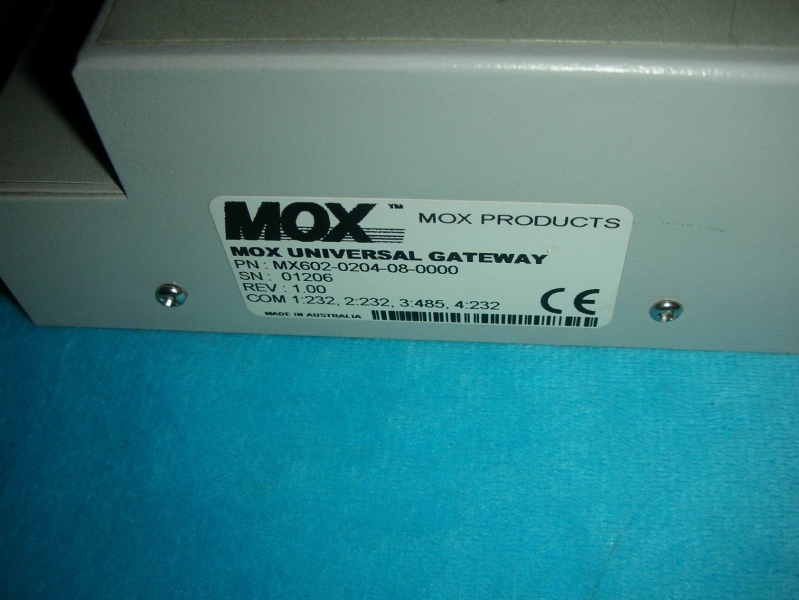 MOX™ MOX PRODUCTS
MOX UNIVERSAL GATEWAY
PN : MX602-0204-08-0000
SN : 01206
REV : 1.00
COM 1:232, 2:232, 3:485, 4:232
CE
MADE IN AUSTRALIA